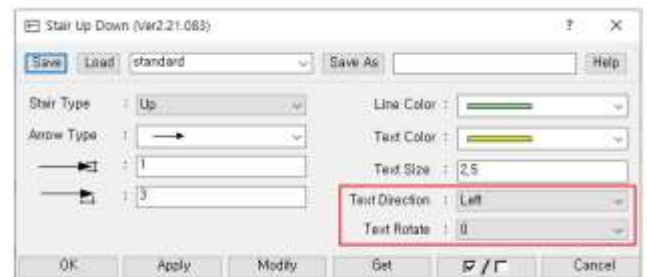 Stair Up Down (Ver2.21.083)
? ×
Save Load standard Save As Help
Stair Type : Up
Line Color :
Arrow Type :
Text Color :
: 1
Text Size : 2,5
: 3
Text Direction : Left
Text Rotate : 0
OK Apply Modify Get / Cancel